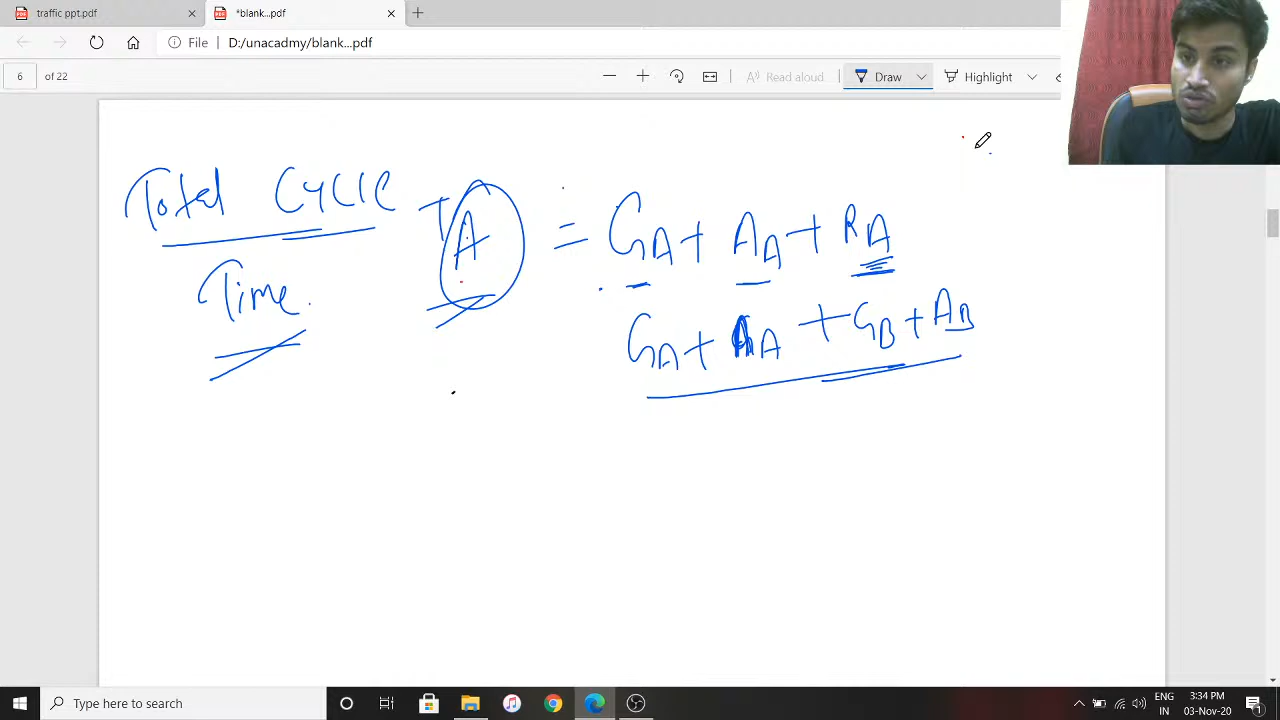 traffic ppt.pdf
*blank...pdf
File
D:/unacadmy/blank...pdf
6 of 22
Read aloud
Draw
Highlight
Total CYCle
Time
TA = GA + AA + RA
GA + AA + GB + AB
Type here to search
ENG
IN
3:34 PM
03-Nov-20
1